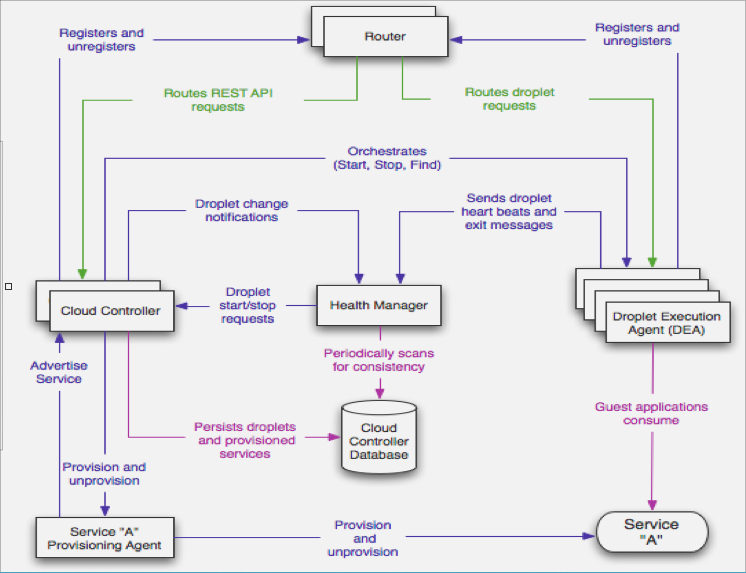 Registers and
unregisters
Router
Registers and
unregisters
Routes REST API
requests
Routes droplet
requests
Orchestrates
(Start, Stop, Find)
Droplet change
notifications
Sends droplet
heart beats and
exit messages
Cloud Controller
Droplet
start/stop
requests
Health Manager
Droplet Execution
Agent (DEA)
Advertise
Service
Periodically scans
for consistency
Persists droplets
and provisioned
services
Cloud
Controller
Database
Guest applications
consume
Provision and
unprovision
Service "A"
Provisioning Agent
Provision
and
unprovision
Service
"A"